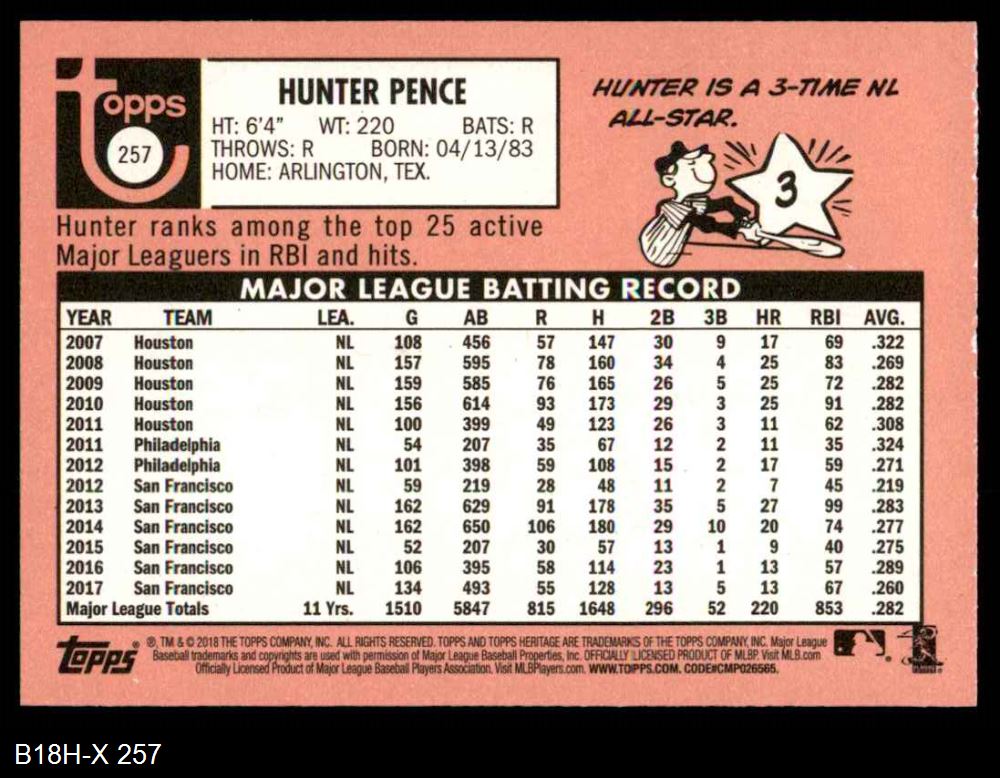 Topps
257
HUNTER PENCE
HT: 6'4" WT: 220 BATS: R
THROWS: R BORN: 04/13/83
HOME: ARLINGTON, TEX.
HUNTER IS A 3-TIME NL
ALL-STAR.
3
Hunter ranks among the top 25 active
Major Leaguers in RBI and hits.
MAJOR LEAGUE BATTING RECORD
YEAR TEAM LEA. G AB R H 2B 3B HR RBI AVG.
2007 Houston NL 108 456 57 147 30 9 17 69 .322
2008 Houston NL 157 595 78 160 34 4 25 83 .269
2009 Houston NL 159 585 76 165 26 5 25 72 .282
2010 Houston NL 156 614 93 173 29 3 25 91 .282
2011 Houston NL 100 399 49 123 26 3 11 62 .308
2011 Philadelphia NL 54 207 35 67 12 2 11 35 .324
2012 Philadelphia NL 101 398 59 108 15 2 17 59 .271
2012 San Francisco NL 59 219 28 48 11 2 7 45 .219
2013 San Francisco NL 162 629 91 178 35 5 27 99 .283
2014 San Francisco NL 162 650 106 180 29 10 20 74 .277
2015 San Francisco NL 52 207 30 57 13 1 9 40 .275
2016 San Francisco NL 106 395 58 114 23 1 13 57 .289
2017 San Francisco NL 134 493 55 128 13 5 13 67 .260
Major League Totals 11 Yrs. 1510 5847 815 1648 296 52 220 853 .282
Topps® ®, TM & © 2018 THE TOPPS COMPANY, INC. ALL RIGHTS RESERVED. TOPPS AND TOPPS HERITAGE ARE TRADEMARKS OF THE TOPPS COMPANY, INC. Major League
Baseball trademarks and copyrights are used with permission of Major League Baseball Properties, Inc. OFFICIALLY LICENSED PRODUCT OF MLBP. Visit MLB.com
Officially Licensed Product of Major League Baseball Players Association. Visit MLBPlayers.com. WWW.TOPPS.COM. CODE#CMP026565.
B18H-X 257